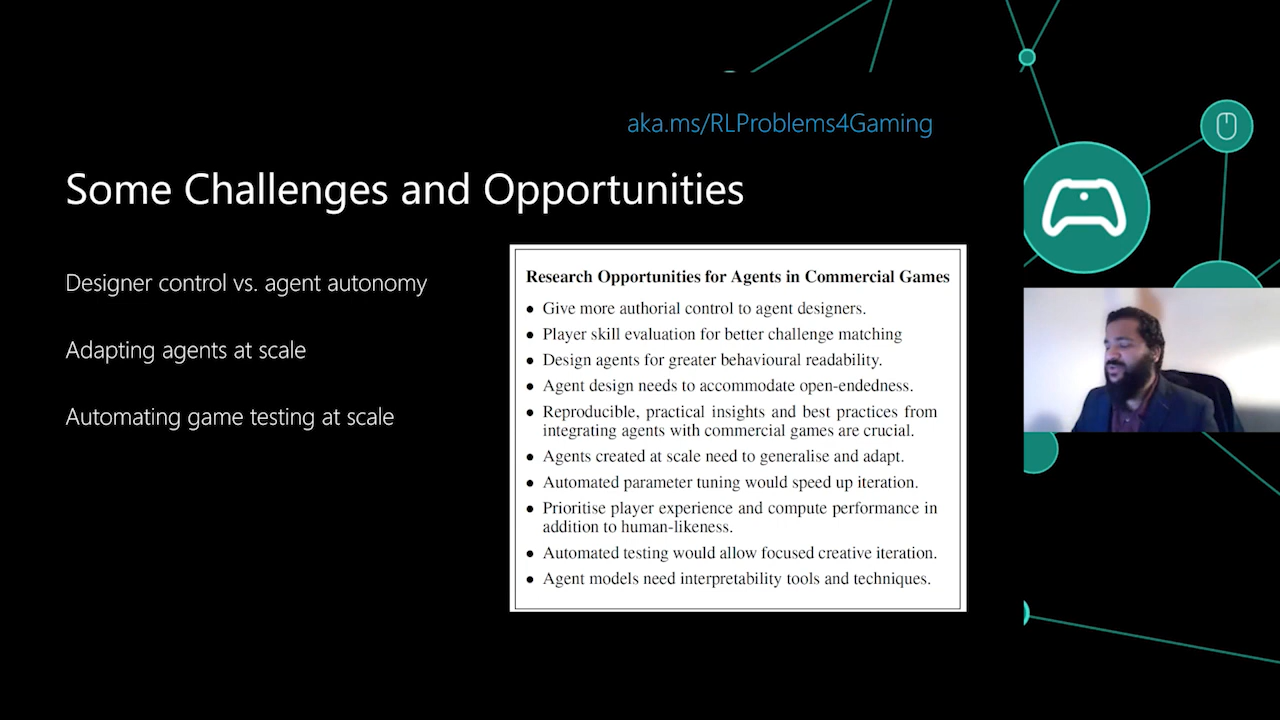 aka.ms/RLProblems4Gaming
Some Challenges and Opportunities
Designer control vs. agent autonomy
Adapting agents at scale
Automating game testing at scale
Research Opportunities for Agents in Commercial Games
● Give more authorial control to agent designers.
● Player skill evaluation for better challenge matching
● Design agents for greater behavioural readability.
● Agent design needs to accommodate open-endedness.
● Reproducible, practical insights and best practices from
integrating agents with commercial games are crucial.
● Agents created at scale need to generalise and adapt.
● Automated parameter tuning would speed up iteration.
● Prioritise player experience and compute performance in
addition to human-likeness.
● Automated testing would allow focused creative iteration.
● Agent models need interpretability tools and techniques.